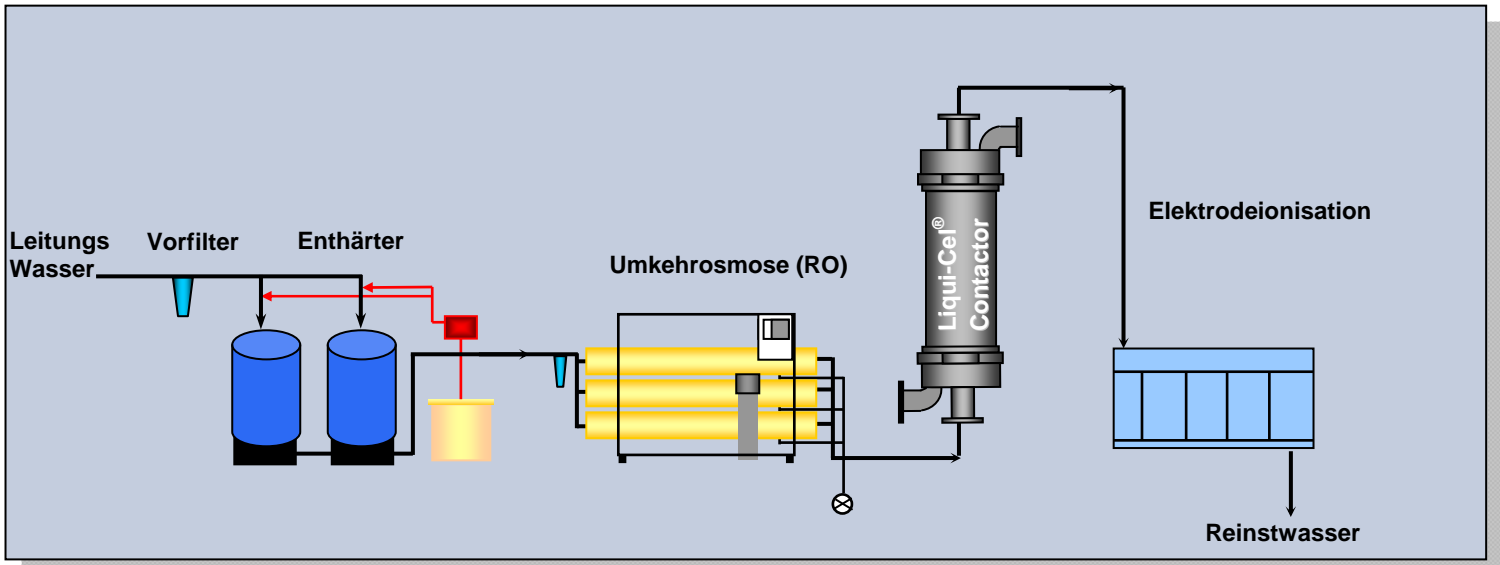 Leitungs
Wasser
Vorfilter
Enthärter
Umkehrosmose (RO)
Liqui-Cel®
Contactor
Elektrodeionisation
Reinstwasser